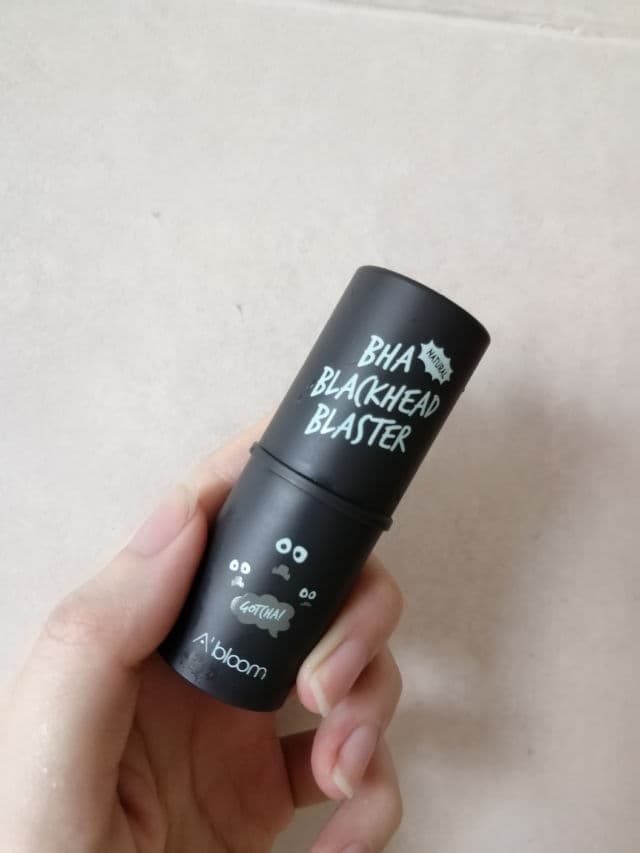 BHA
NATURAL
BLACKHEAD
BLASTER
GOTCHA!
A'bloom